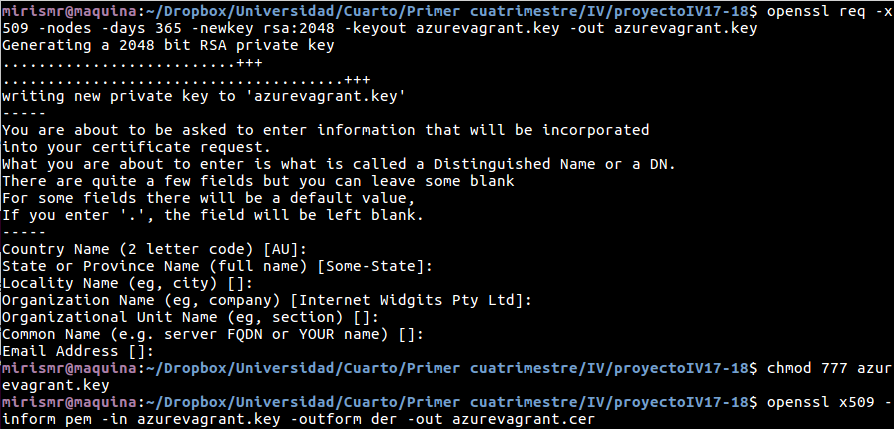 mirismr@maquina:~/Dropbox/Universidad/Cuarto/Primer cuatrimestre/IV/proyectoIV17-18$ openssl req -x
509 -nodes -days 365 -newkey rsa:2048 -keyout azurevagrant.key -out azurevagrant.key
Generating a 2048 bit RSA private key
..........................+++
......................................+++
writing new private key to 'azurevagrant.key'
-----
You are about to be asked to enter information that will be incorporated
into your certificate request.
What you are about to enter is what is called a Distinguished Name or a DN.
There are quite a few fields but you can leave some blank
For some fields there will be a default value,
If you enter '.', the field will be left blank.
-----
Country Name (2 letter code) [AU]:
State or Province Name (full name) [Some-State]:
Locality Name (eg, city) []:
Organization Name (eg, company) [Internet Widgits Pty Ltd]:
Organizational Unit Name (eg, section) []:
Common Name (e.g. server FQDN or YOUR name) []:
Email Address []:
mirismr@maquina:~/Dropbox/Universidad/Cuarto/Primer cuatrimestre/IV/proyectoIV17-18$ chmod 777 azur
evagrant.key
mirismr@maquina:~/Dropbox/Universidad/Cuarto/Primer cuatrimestre/IV/proyectoIV17-18$ openssl x509 -
inform pem -in azurevagrant.key -outform der -out azurevagrant.cer